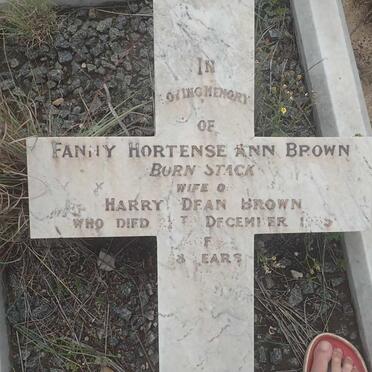 IN
LOVING MEMORY
OF
FANNY HORTENSE ANN BROWN
BORN STACK
WIFE O
HARRY DEAN BROWN
WHO DIED DECEMBER